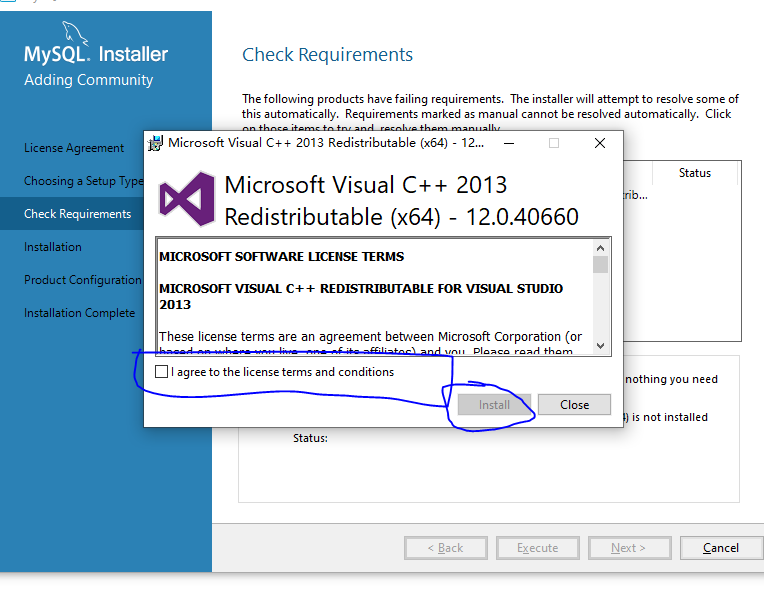 MySQL. Installer
Adding Community
License Agreement
Choosing a Setup Type
Check Requirements
Installation
Product Configuration
Installation Complete
Check Requirements
The following products have failing requirements. The installer will attempt to resolve some of
this automatically. Requirements marked as manual cannot be resolved automatically. Click
on those items to try and resolve them manually.
Status
Microsoft Visual C++ 2013 Redistributable (x64) - 12...
Microsoft Visual C++ 2013
Redistributable (x64) - 12.0.40660
MICROSOFT SOFTWARE LICENSE TERMS
MICROSOFT VISUAL C++ REDISTRIBUTABLE FOR VISUAL STUDIO
2013
These license terms are an agreement between Microsoft Corporation (or
based on where you live, one of its affiliates) and you. Please read them.
I agree to the license terms and conditions
Install
Close
nothing you need
is not installed
Status:
< Back
Execute
Next >
Cancel